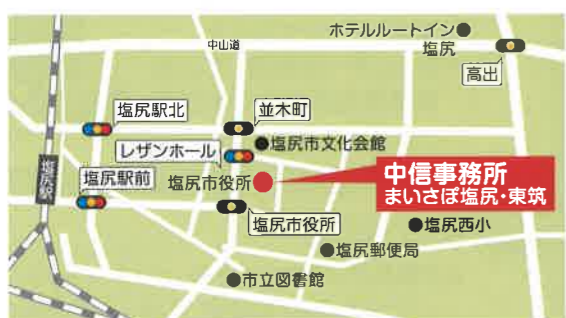 ホテルルートイン
塩尻
中山道
高出
塩尻駅北
並木町
塩尻市文化会館
レザンホール
塩尻駅
塩尻駅前
塩尻市役所
中信事務所
まいさぽ塩尻・東筑
塩尻市役所
塩尻西小
塩尻郵便局
市立図書館